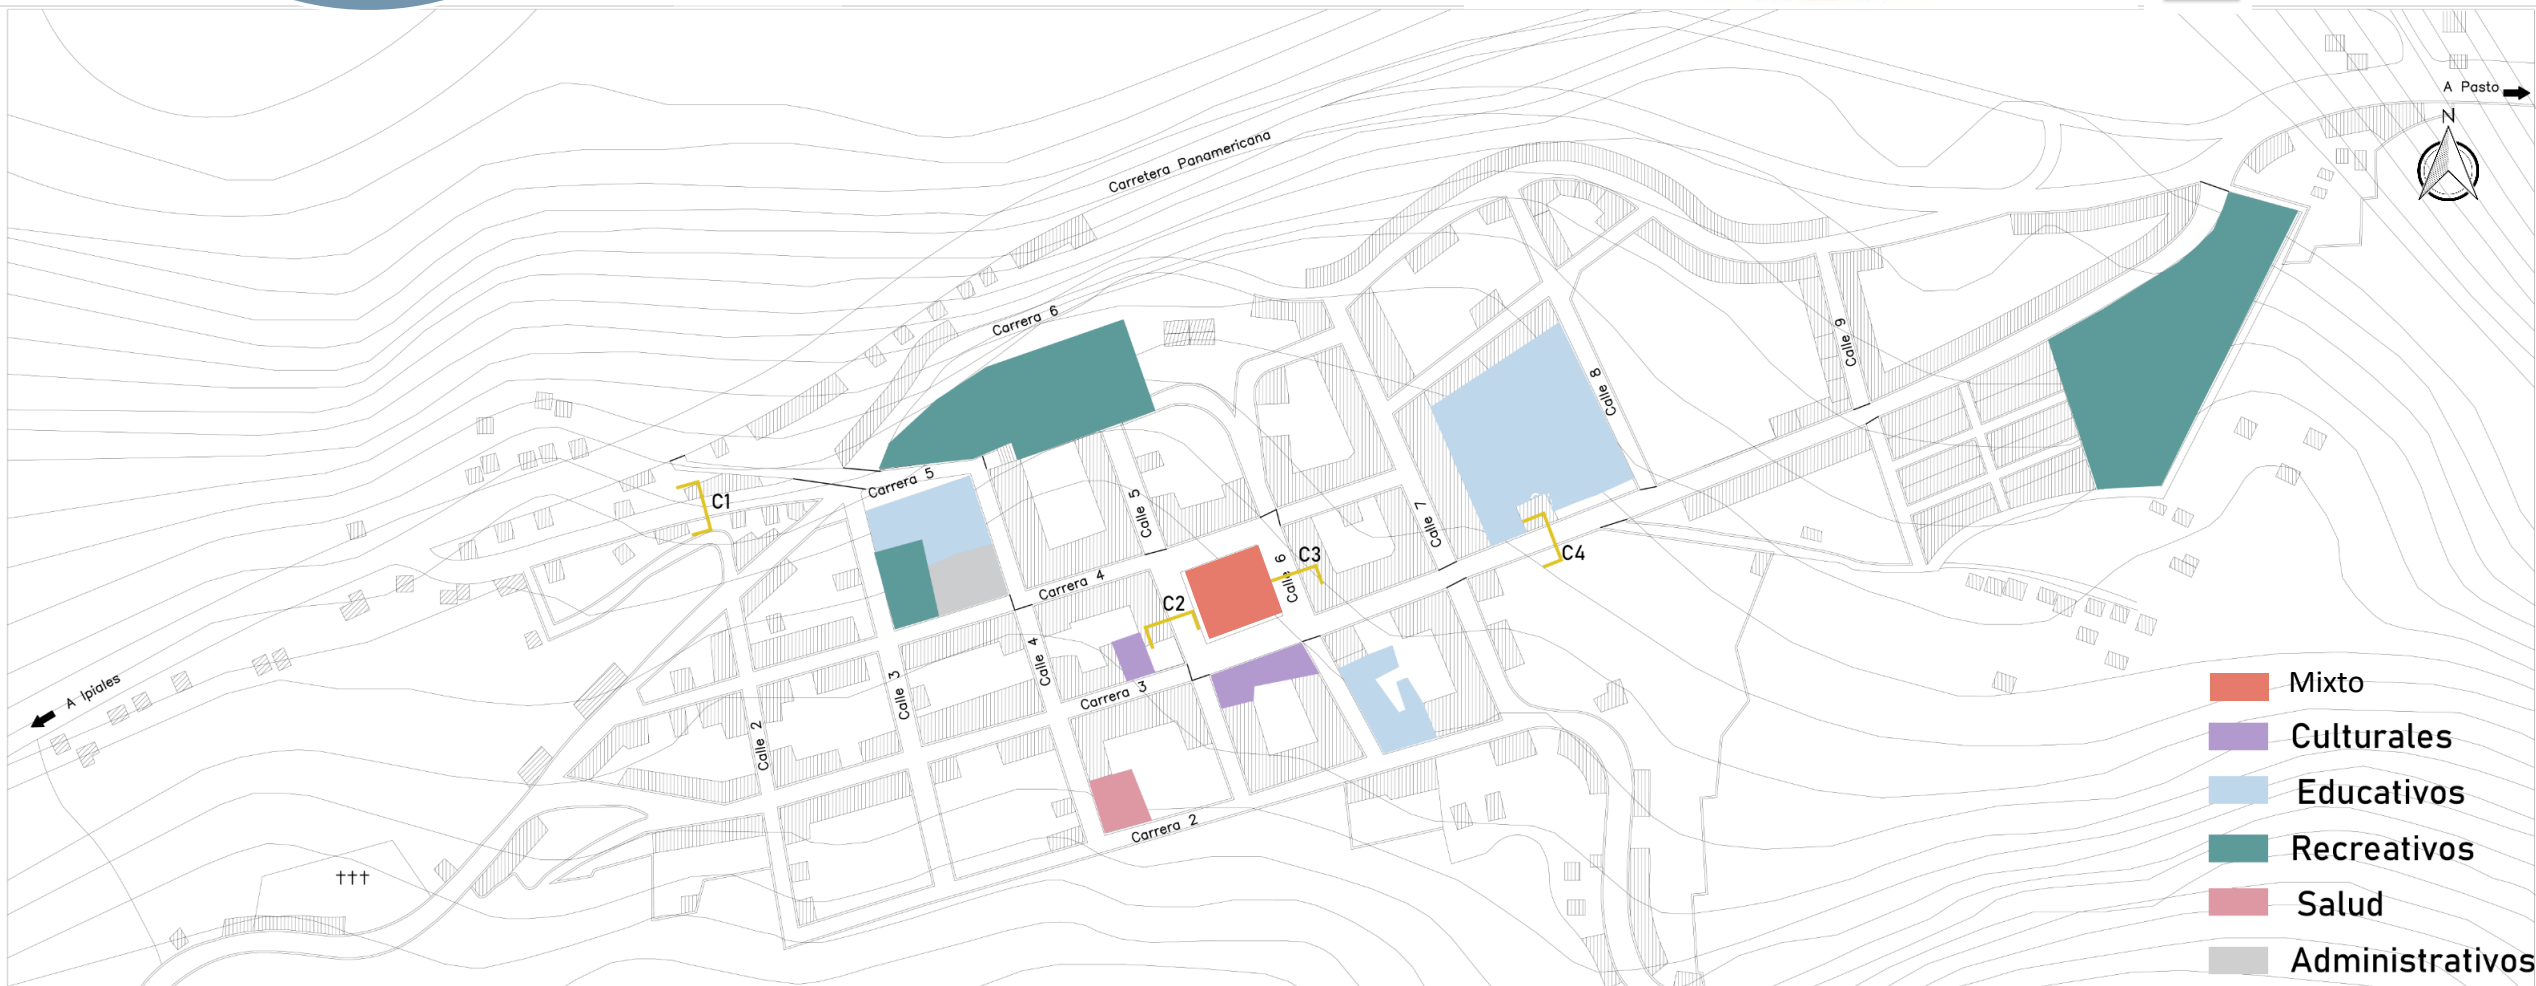 A Pasto
N
Carretera Panamericana
Carrera 6
Calle 9
Calle 8
Carrera 5
C1
Calle 5
Calle 7
C3
C4
Calle 6
Carrera 4
C2
Calle 4
Carrera 3
Calle 3
A Ipiales
Calle 2
Carrera 2
†††
Mixto
Culturales
Educativos
Recreativos
Salud
Administrativos